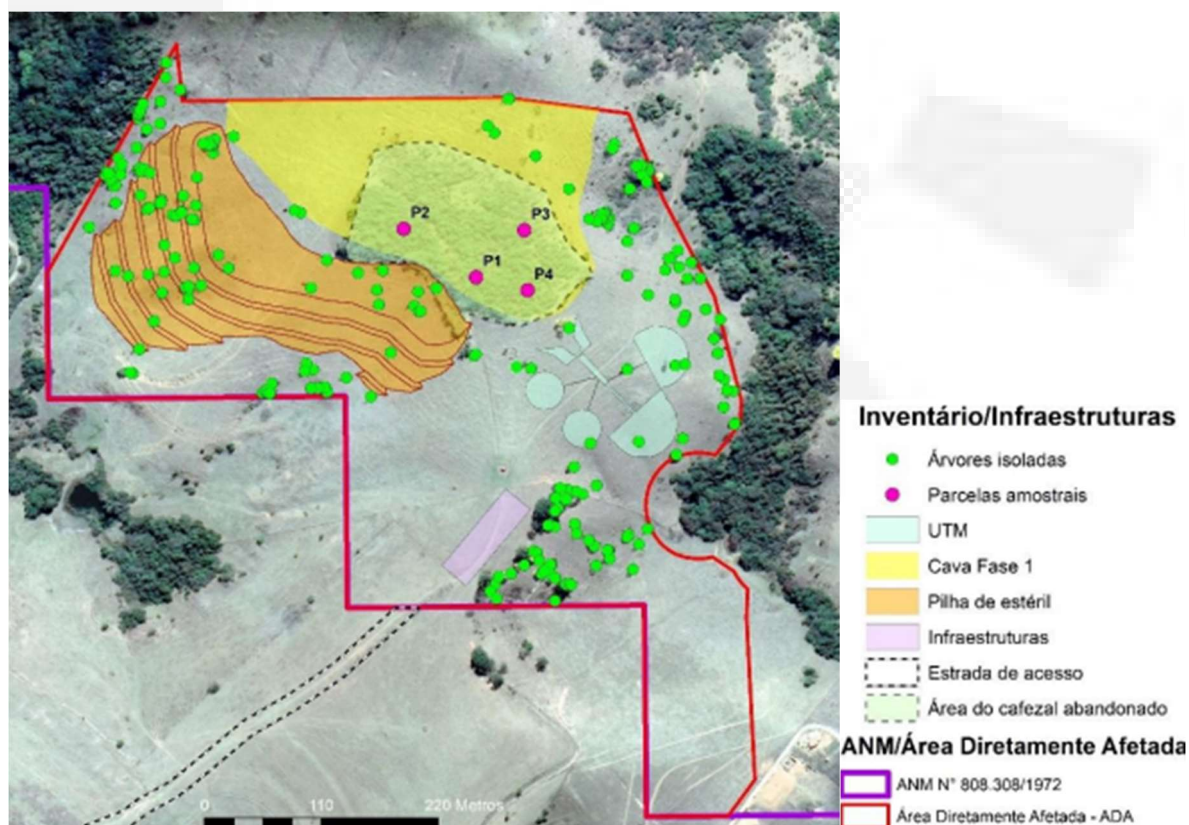 P2
P3
P1
P4
0 110 220 Metros
Inventário/Infraestruturas
Árvores isoladas
Parcelas amostrais
UTM
Cava Fase 1
Pilha de estéril
Infraestruturas
Estrada de acesso
Área do cafezal abandonado
ANM/Área Diretamente Afetada
ANM N° 808.308/1972
Área Diretamente Afetada - ADA